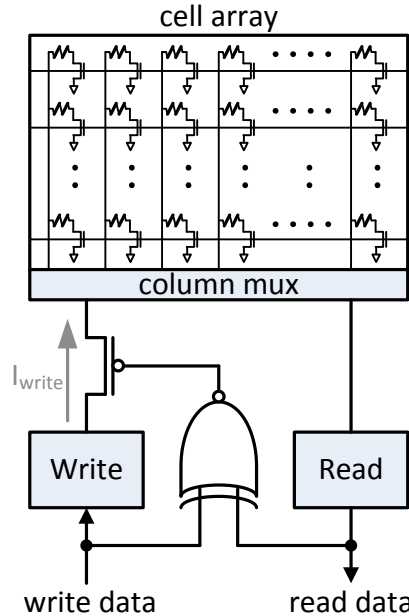 cell array
column mux
I_write
Write
Read
write data
read data